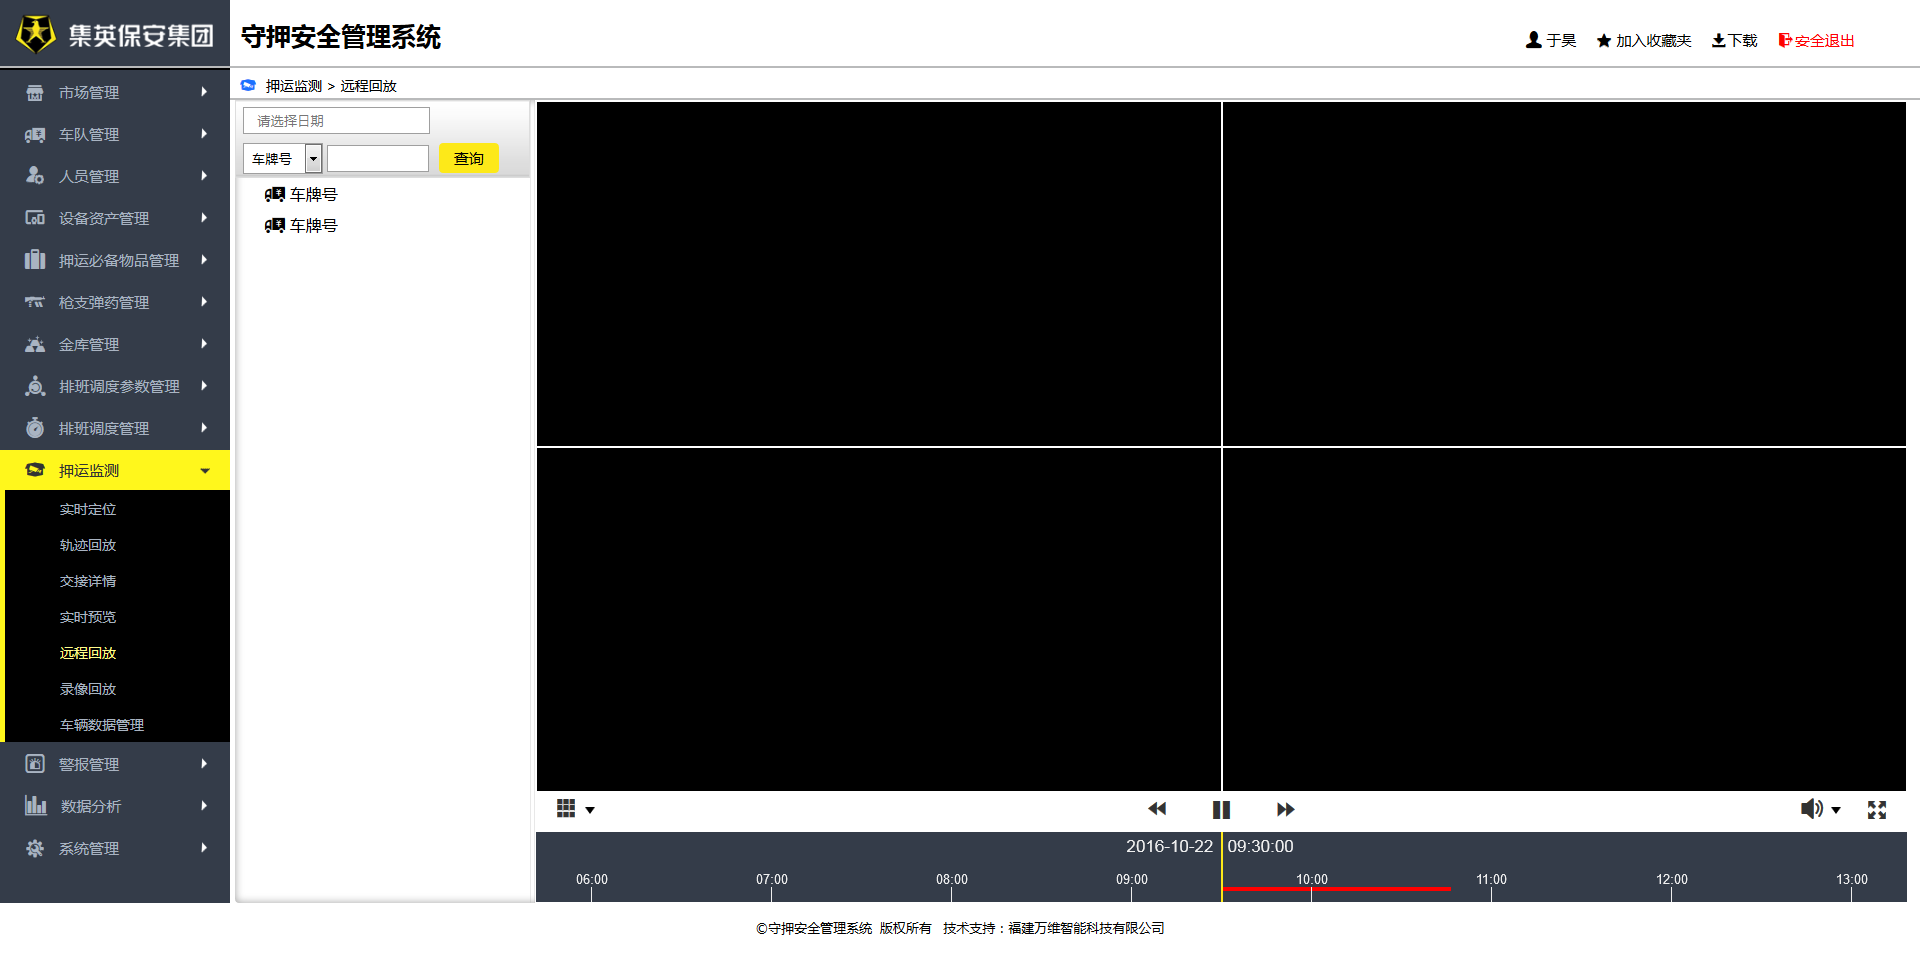 集英保安集团
守押安全管理系统
于昊
加入收藏夹
下载
安全退出
押运监测 > 远程回放
市场管理
车队管理
人员管理
设备资产管理
押运必备物品管理
枪支弹药管理
金库管理
排班调度参数管理
排班调度管理
押运监测
实时定位
轨迹回放
交接详情
实时预览
远程回放
录像回放
车辆数据管理
警报管理
数据分析
系统管理
请选择日期
车牌号
查询
车牌号
车牌号
2016-10-22 09:30:00
06:00 07:00 08:00 09:00 10:00 11:00 12:00 13:00
©守押安全管理系统 版权所有 技术支持：福建万维智能科技有限公司